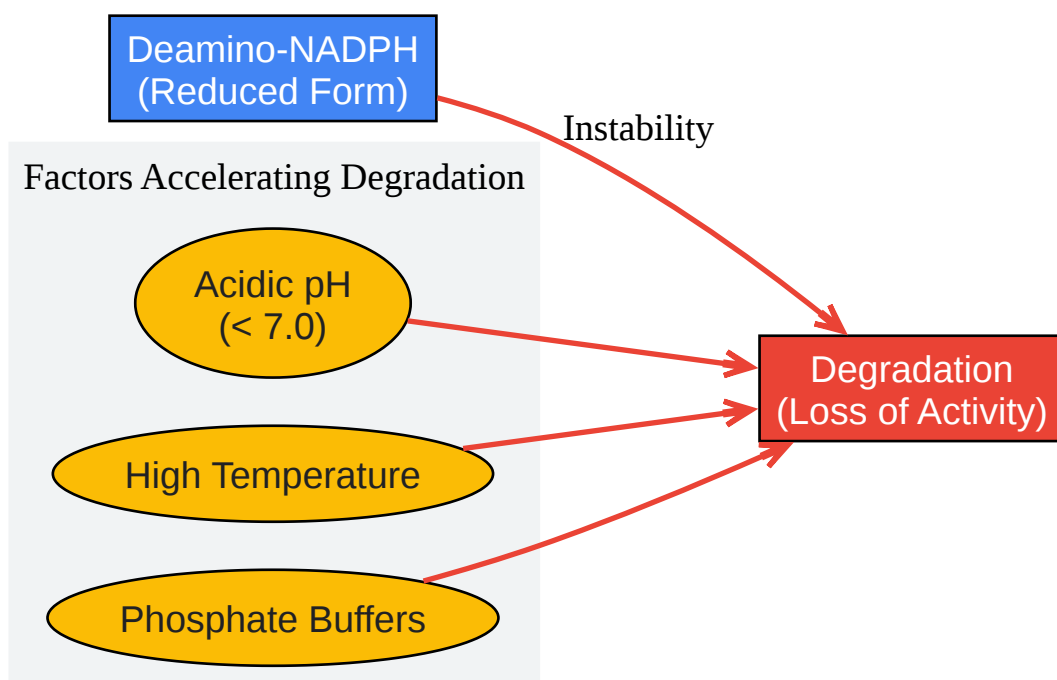 Deamino-NADPH
(Reduced Form)
Instability
Factors Accelerating Degradation
Acidic pH
(< 7.0)
Degradation
(Loss of Activity)
High Temperature
Phosphate Buffers